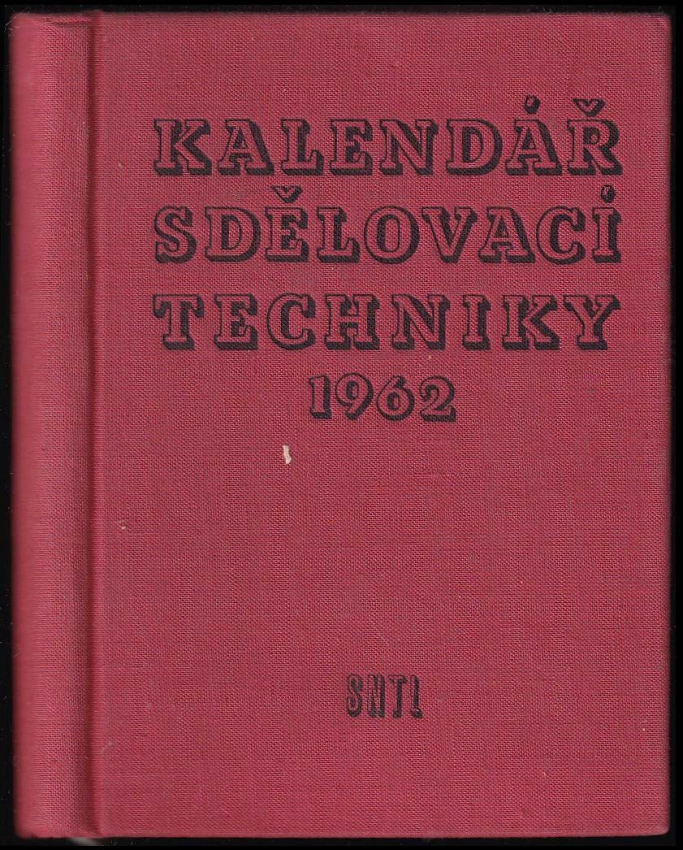 KALENDÁŘ
SDĚLOVACÍ
TECHNIKY
1962
SNTL